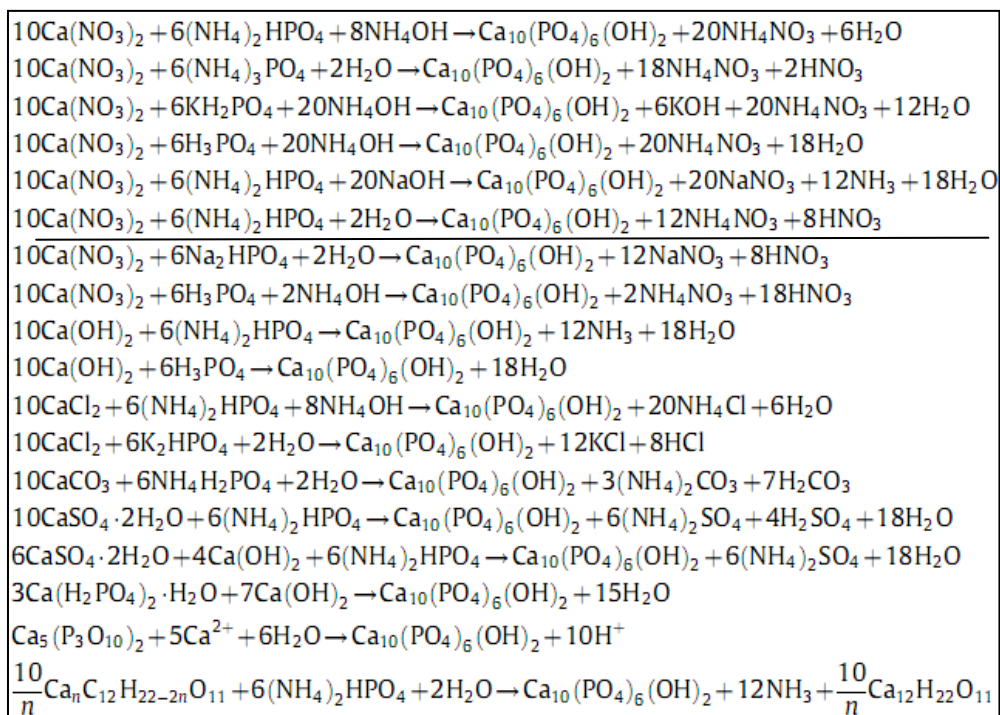 10Ca(NO₃)₂+6(NH₄)₂HPO₄+8NH₄OH→Ca₁₀(PO₄)₆(OH)₂+20NH₄NO₃+6H₂O
10Ca(NO₃)₂+6(NH₄)₃PO₄+2H₂O→Ca₁₀(PO₄)₆(OH)₂+18NH₄NO₃+2HNO₃
10Ca(NO₃)₂+6KH₂PO₄+20NH₄OH→Ca₁₀(PO₄)₆(OH)₂+6KOH+20NH₄NO₃+12H₂O
10Ca(NO₃)₂+6H₃PO₄+20NH₄OH→Ca₁₀(PO₄)₆(OH)₂+20NH₄NO₃+18H₂O
10Ca(NO₃)₂+6(NH₄)₂HPO₄+20NaOH→Ca₁₀(PO₄)₆(OH)₂+20NaNO₃+12NH₃+18H₂O
10Ca(NO₃)₂+6(NH₄)₂HPO₄+2H₂O→Ca₁₀(PO₄)₆(OH)₂+12NH₄NO₃+8HNO₃
10Ca(NO₃)₂+6Na₂HPO₄+2H₂O→Ca₁₀(PO₄)₆(OH)₂+12NaNO₃+8HNO₃
10Ca(NO₃)₂+6H₃PO₄+2NH₄OH→Ca₁₀(PO₄)₆(OH)₂+2NH₄NO₃+18HNO₃
10Ca(OH)₂+6(NH₄)₂HPO₄→Ca₁₀(PO₄)₆(OH)₂+12NH₃+18H₂O
10Ca(OH)₂+6H₃PO₄→Ca₁₀(PO₄)₆(OH)₂+18H₂O
10CaCl₂+6(NH₄)₂HPO₄+8NH₄OH→Ca₁₀(PO₄)₆(OH)₂+20NH₄Cl+6H₂O
10CaCl₂+6K₂HPO₄+2H₂O→Ca₁₀(PO₄)₆(OH)₂+12KCl+8HCl
10CaCO₃+6NH₄H₂PO₄+2H₂O→Ca₁₀(PO₄)₆(OH)₂+3(NH₄)₂CO₃+7H₂CO₃
10CaSO₄·2H₂O+6(NH₄)₂HPO₄→Ca₁₀(PO₄)₆(OH)₂+6(NH₄)₂SO₄+4H₂SO₄+18H₂O
6CaSO₄·2H₂O+4Ca(OH)₂+6(NH₄)₂HPO₄→Ca₁₀(PO₄)₆(OH)₂+6(NH₄)₂SO₄+18H₂O
3Ca(H₂PO₄)₂·H₂O+7Ca(OH)₂→Ca₁₀(PO₄)₆(OH)₂+15H₂O
Ca₅(P₃O₁₀)₂+5Ca²⁺+6H₂O→Ca₁₀(PO₄)₆(OH)₂+10H⁺
10/n CaₙC₁₂H₂₂₋₂ₙO₁₁+6(NH₄)₂HPO₄+2H₂O→Ca₁₀(PO₄)₆(OH)₂+12NH₃+10/n Ca₁₂H₂₂O₁₁